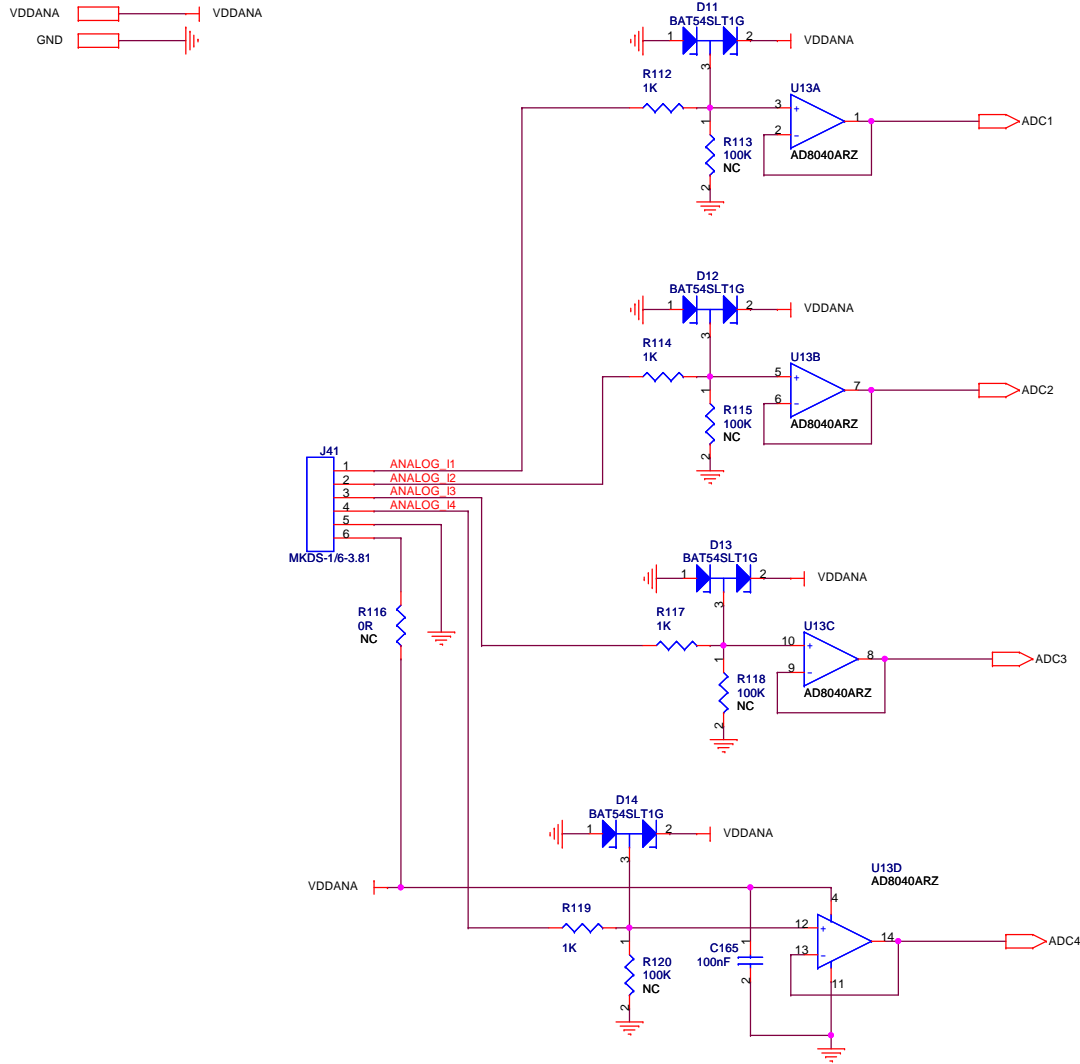 VDDANA VDDANA
GND
D11
BAT54SLT1G
1 2 VDDANA
3
R112
1K
U13A
3 +
1 ADC1
2 -
AD8040ARZ
1
R113
100K
NC
2
D12
BAT54SLT1G
1 2 VDDANA
3
R114
1K
U13B
5 +
7 ADC2
6 -
AD8040ARZ
1
R115
100K
NC
2
J41
1 ANALOG_I1
2 ANALOG_I2
3 ANALOG_I3
4 ANALOG_I4
5
6
MKDS-1/6-3.81
R116
0R
NC
D13
BAT54SLT1G
1 2 VDDANA
3
R117
1K
U13C
10 +
8 ADC3
9 -
AD8040ARZ
1
R118
100K
NC
2
D14
BAT54SLT1G
1 2 VDDANA
3
VDDANA
U13D
AD8040ARZ
4
R119
1K
12 +
14 ADC4
13 -
11
1
R120
100K
NC
2
1
C165
100nF
2